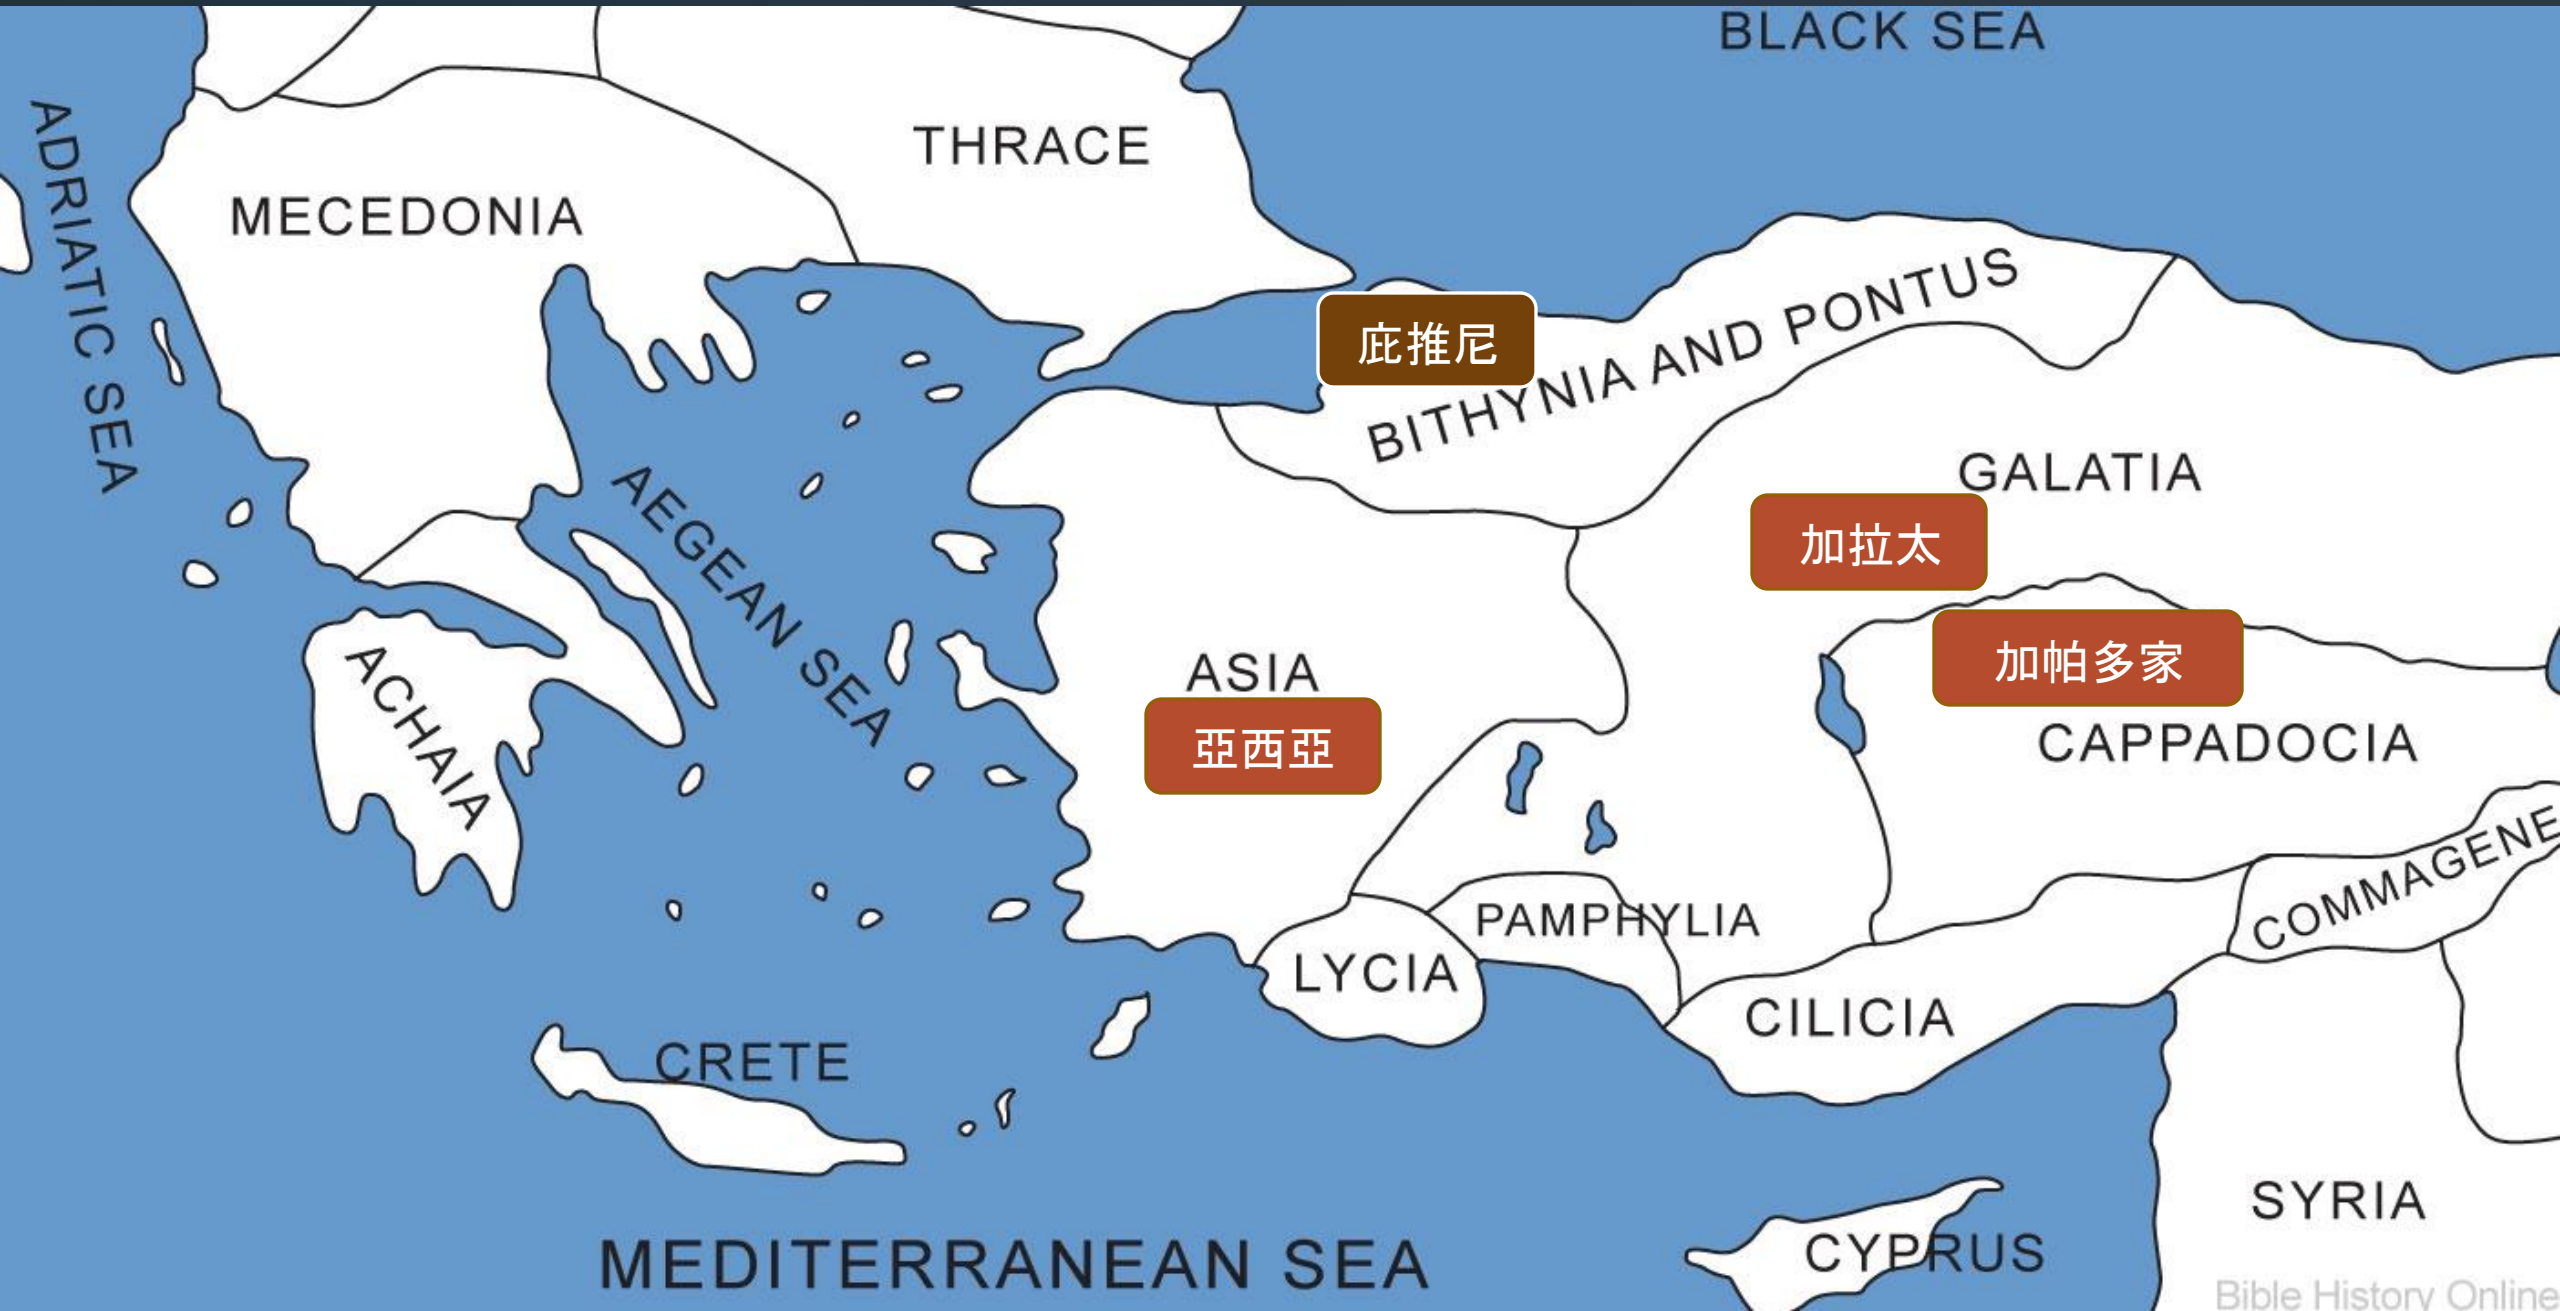 BLACK SEA
ADRIATIC SEA
THRACE
MECEDONIA
庇推尼
BITHYNIA AND PONTUS
GALATIA
加拉太
AEGEAN SEA
加帕多家
ASIA
亞西亞
CAPPADOCIA
ACHAIA
COMMAGENE
PAMPHYLIA
LYCIA
CILICIA
CRETE
SYRIA
CYPRUS
MEDITERRANEAN SEA
Bible History Online